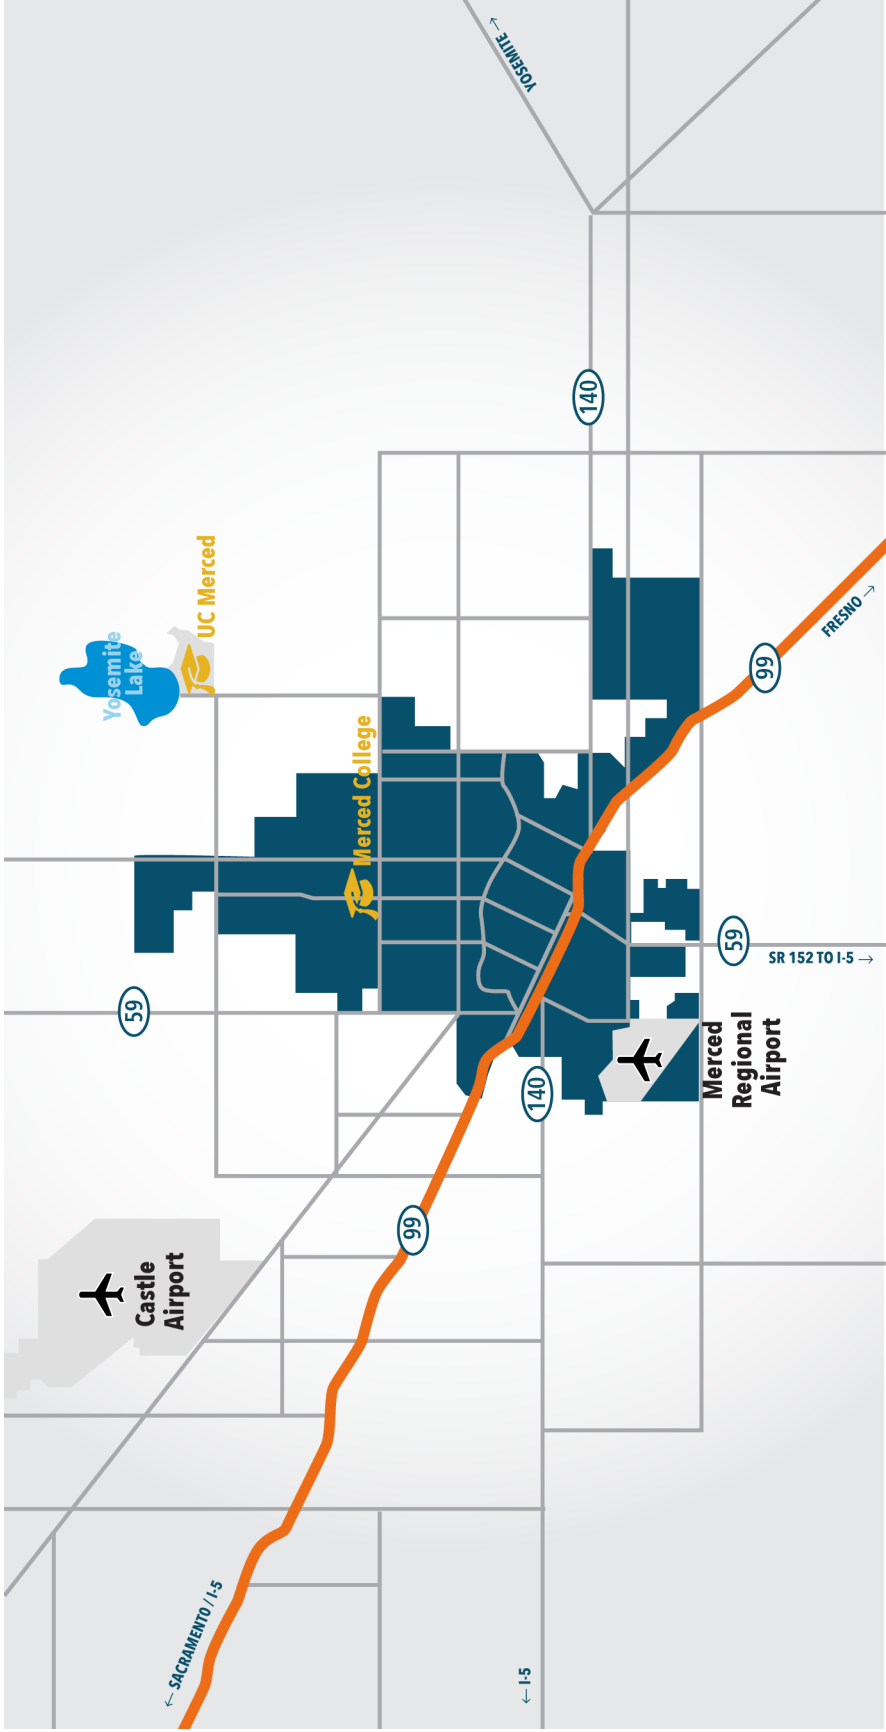 Yosemite
Lake
59
Castle
Airport
← SACRAMENTO / I-5
UC Merced
Merced College
99
YOSEMITE →
← I-5
140
140
59
Merced
Regional
Airport
99
SR 152 TO I-5 →
FRESNO →